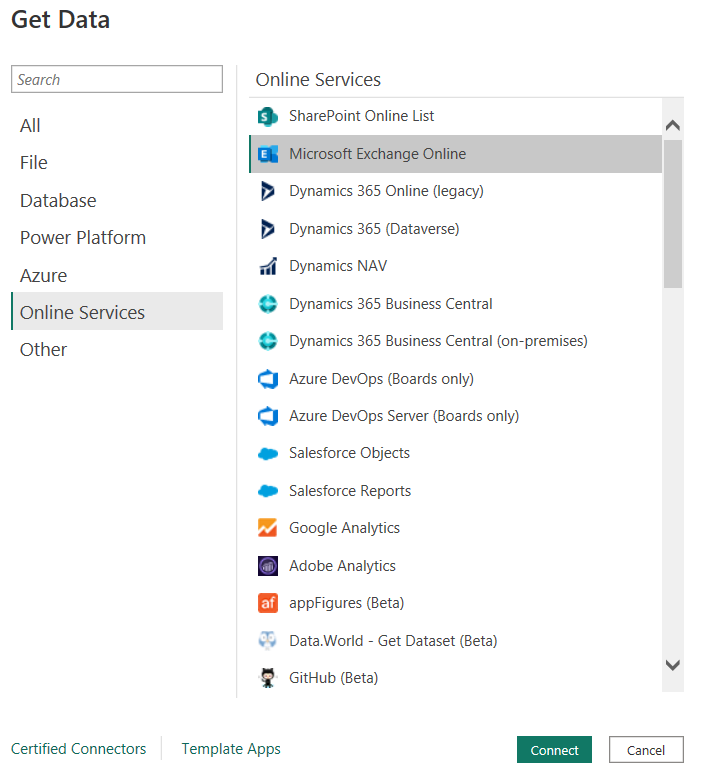 Get Data
Search
All
File
Database
Power Platform
Azure
Online Services
Other
Online Services
SharePoint Online List
Microsoft Exchange Online
Dynamics 365 Online (legacy)
Dynamics 365 (Dataverse)
Dynamics NAV
Dynamics 365 Business Central
Dynamics 365 Business Central (on-premises)
Azure DevOps (Boards only)
Azure DevOps Server (Boards only)
Salesforce Objects
Salesforce Reports
Google Analytics
Adobe Analytics
appFigures (Beta)
Data.World - Get Dataset (Beta)
GitHub (Beta)
Certified Connectors
Template Apps
Connect
Cancel